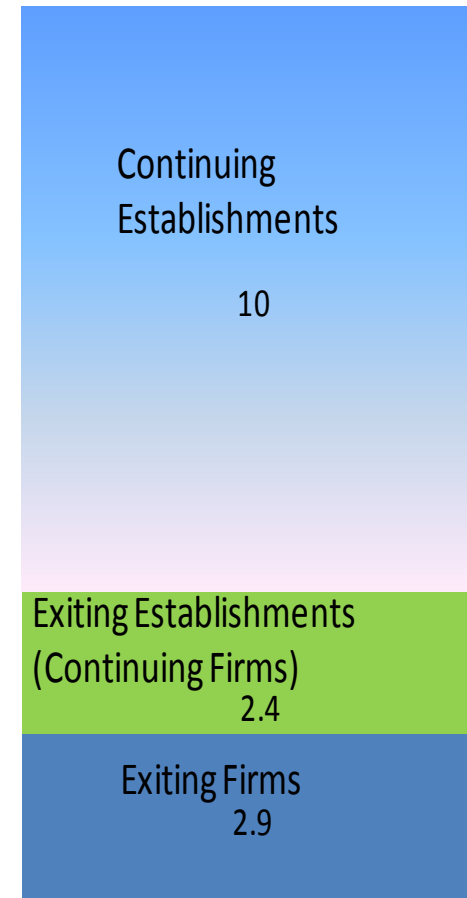 Continuing
Establishments
10
Exiting Establishments
(Continuing Firms)
2.4
Exiting Firms
2.9